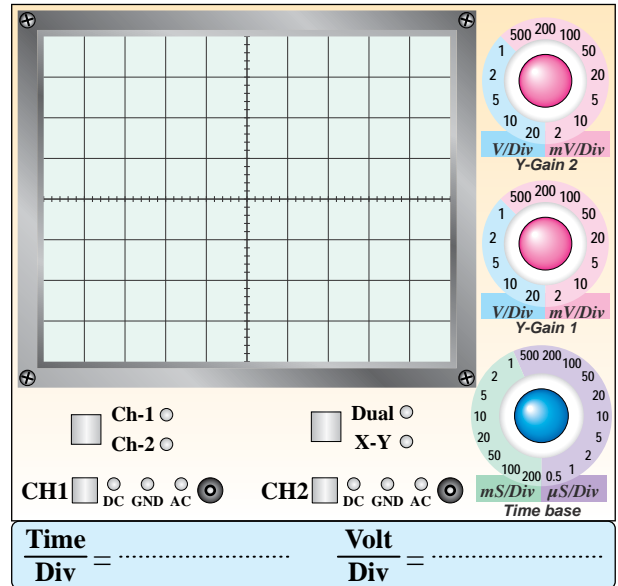 500 200 100
1 50
2 20
5 5
10 10
20 2
V/Div mV/Div
Y-Gain 2
500 200 100
1 50
2 20
5 5
10 10
20 2
V/Div mV/Div
Y-Gain 1
500 200 100
1 50
2 20
5 10
10 5
20 2
50 1
100 0.5
200
mS/Div µS/Div
Time base
Ch-1
Ch-2
Dual
X-Y
CH1 DC GND AC
CH2 DC GND AC
Time
Div = ....................
Volt
Div = ....................